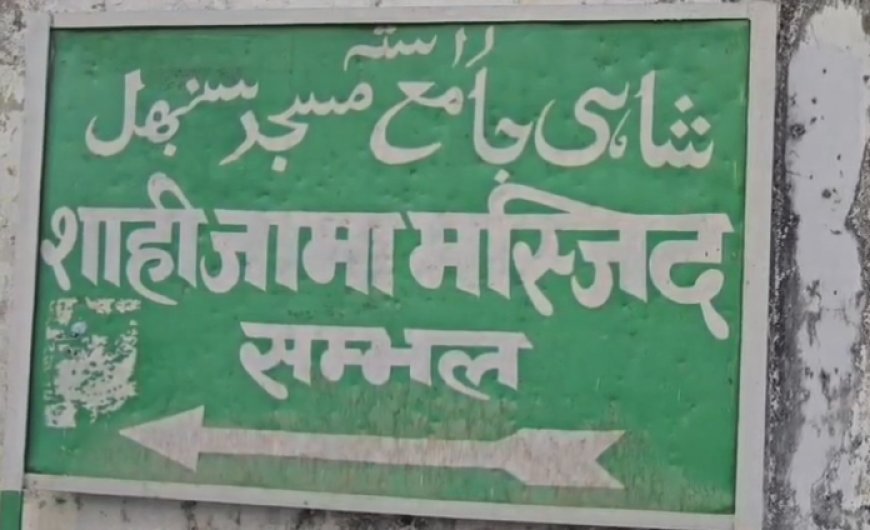 راستہ
شاہی جامع مسجد سنبھل
शाही जामा मस्जिद
सम्भल